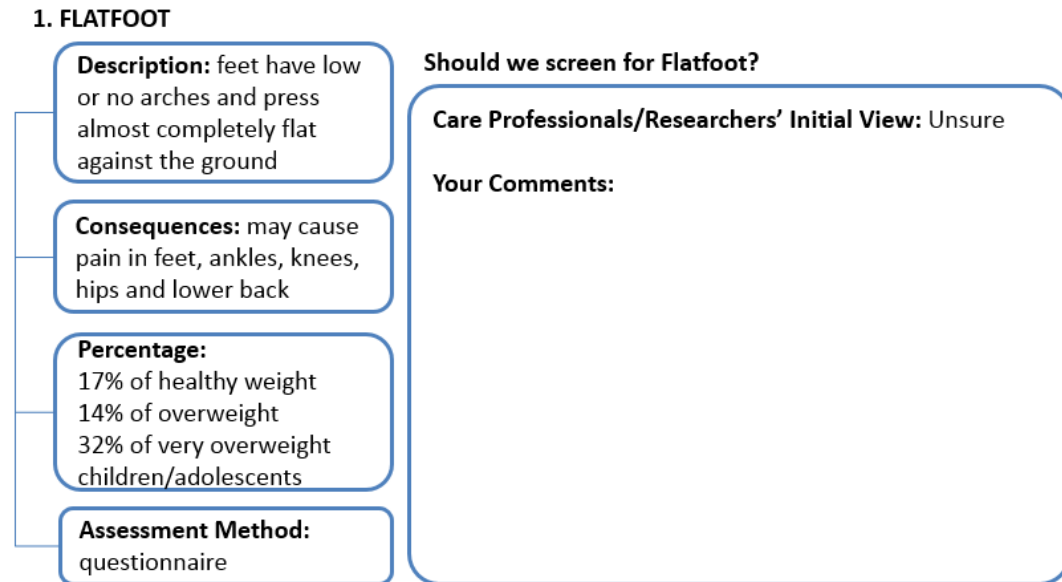 1. FLATFOOT
Description: feet have low
or no arches and press
almost completely flat
against the ground
Consequences: may cause
pain in feet, ankles, knees,
hips and lower back
Percentage:
17% of healthy weight
14% of overweight
32% of very overweight
children/adolescents
Assessment Method:
questionnaire
Should we screen for Flatfoot?
Care Professionals/Researchers’ Initial View: Unsure
Your Comments: